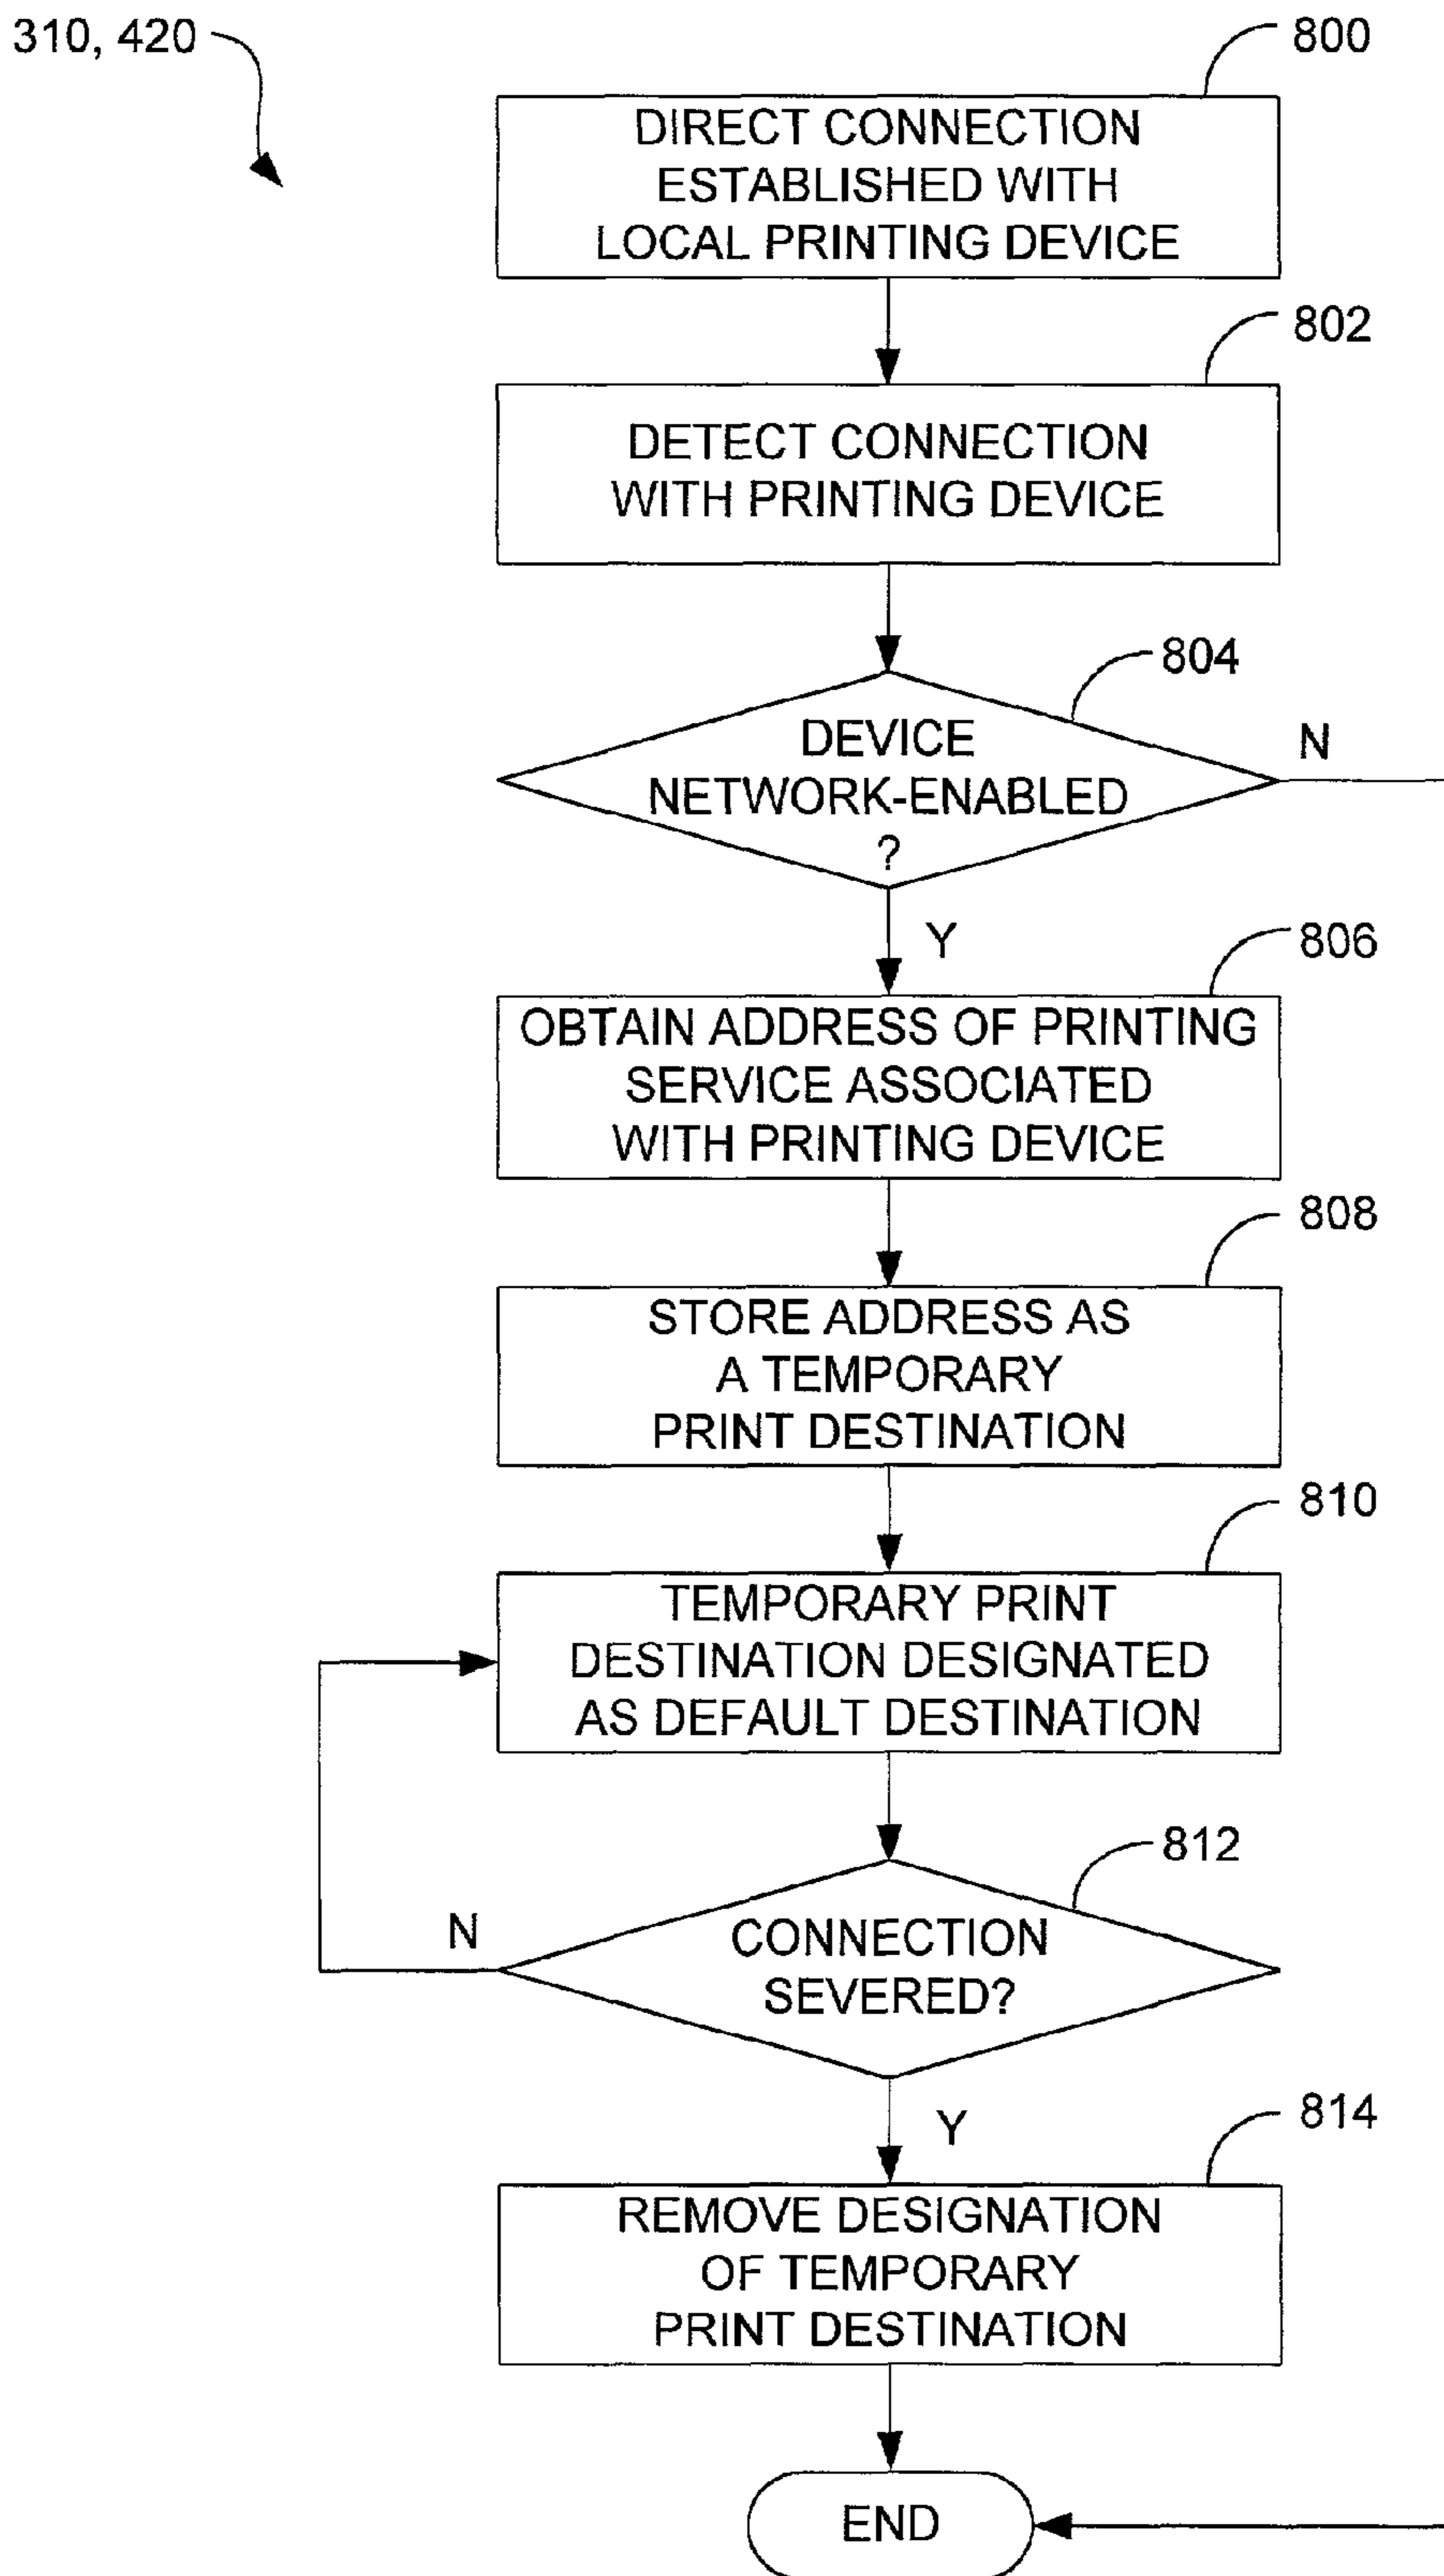 310, 420
800
DIRECT CONNECTION
ESTABLISHED WITH
LOCAL PRINTING DEVICE
802
DETECT CONNECTION
WITH PRINTING DEVICE
804
DEVICE
NETWORK-ENABLED
?
N
Y
806
OBTAIN ADDRESS OF PRINTING
SERVICE ASSOCIATED
WITH PRINTING DEVICE
808
STORE ADDRESS AS
A TEMPORARY
PRINT DESTINATION
810
TEMPORARY PRINT
DESTINATION DESIGNATED
AS DEFAULT DESTINATION
812
CONNECTION
SEVERED?
N
Y
814
REMOVE DESIGNATION
OF TEMPORARY
PRINT DESTINATION
END